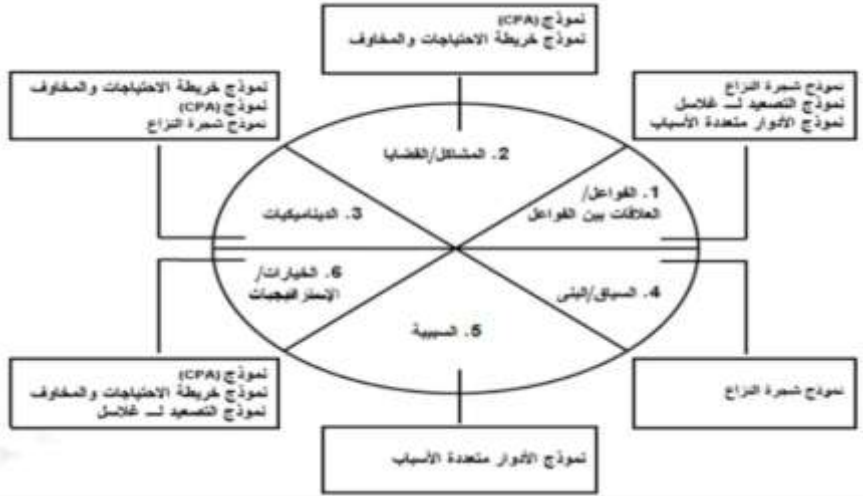 نموذج (CPA)
نموذج خريطة الاحتياجات والمخاوف
نموذج شجرة النزاع
نموذج التصعيد لـ غلاسل
نموذج الأدوار متعددة الأسباب
نموذج خريطة الاحتياجات والمخاوف
نموذج (CPA)
نموذج شجرة النزاع
2. المشاكل/القضايا
1. الفواعل/
العلاقات بين الفواعل
3. الديناميكيات
4. السياق/البنى
6. الخيارات/
الإستراتيجيات
5. السببية
نموذج شجرة النزاع
نموذج (CPA)
نموذج خريطة الاحتياجات والمخاوف
نموذج التصعيد لـ غلاسل
نموذج الأدوار متعددة الأسباب